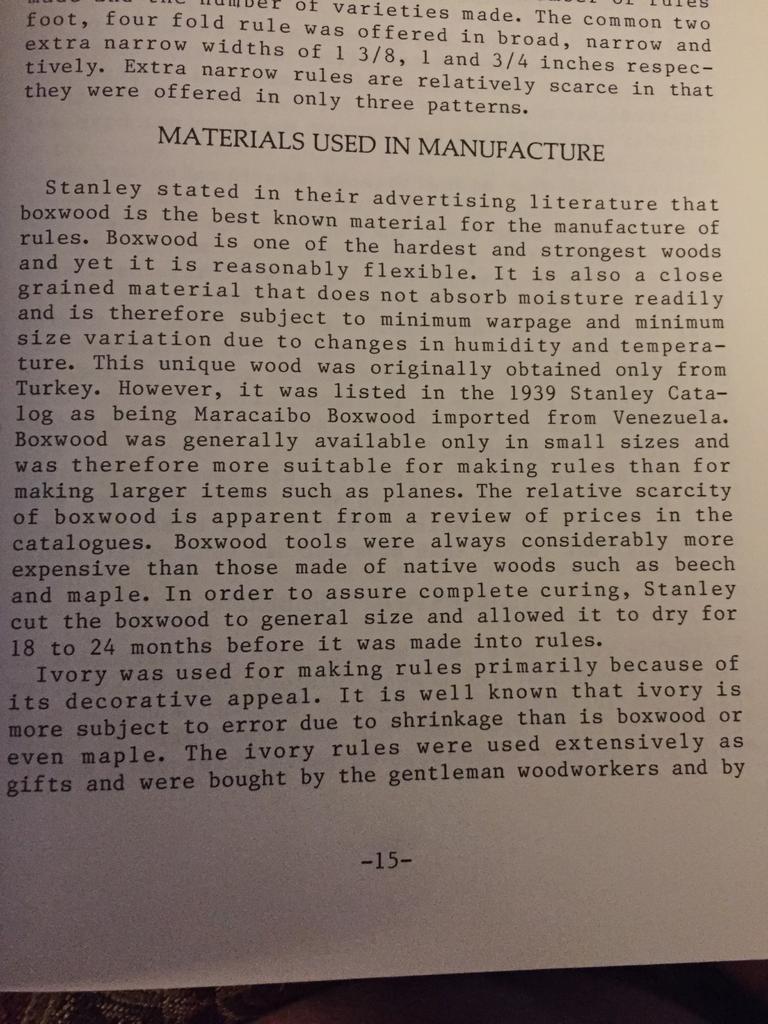 made and the number of varieties made. The common two
foot, four fold rule was offered in broad, narrow and
extra narrow widths of 1 3/8, 1 and 3/4 inches respec-
tively. Extra narrow rules are relatively scarce in that
they were offered in only three patterns.
MATERIALS USED IN MANUFACTURE
Stanley stated in their advertising literature that
boxwood is the best known material for the manufacture of
rules. Boxwood is one of the hardest and strongest woods
and yet it is reasonably flexible. It is also a close
grained material that does not absorb moisture readily
and is therefore subject to minimum warpage and minimum
size variation due to changes in humidity and tempera-
ture. This unique wood was originally obtained only from
Turkey. However, it was listed in the 1939 Stanley Cata-
log as being Maracaibo Boxwood imported from Venezuela.
Boxwood was generally available only in small sizes and
was therefore more suitable for making rules than for
making larger items such as planes. The relative scarcity
of boxwood is apparent from a review of prices in the
catalogues. Boxwood tools were always considerably more
expensive than those made of native woods such as beech
and maple. In order to assure complete curing, Stanley
cut the boxwood to general size and allowed it to dry for
18 to 24 months before it was made into rules.
Ivory was used for making rules primarily because of
its decorative appeal. It is well known that ivory is
more subject to error due to shrinkage than is boxwood or
even maple. The ivory rules were used extensively as
gifts and were bought by the gentleman woodworkers and by
-15-